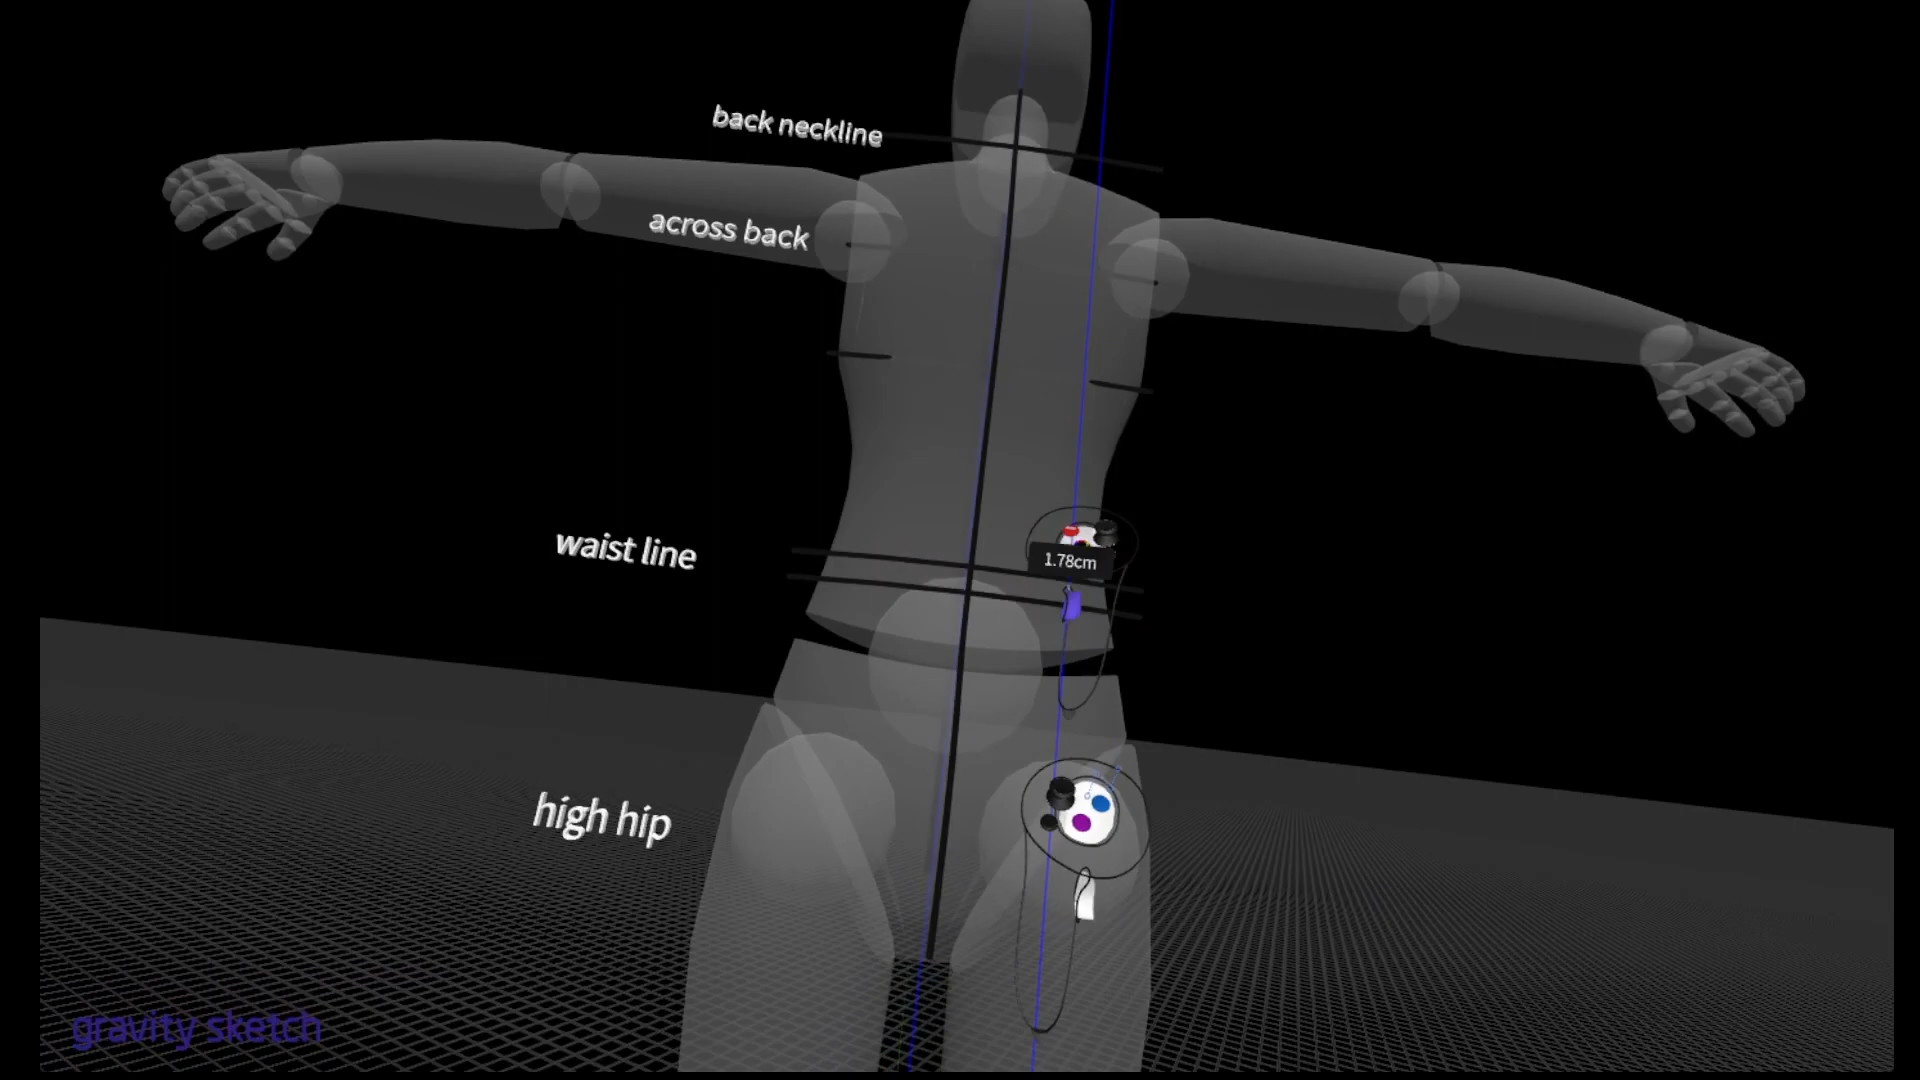 back neckline
across back
waist line
1.78cm
high hip
gravity sketch